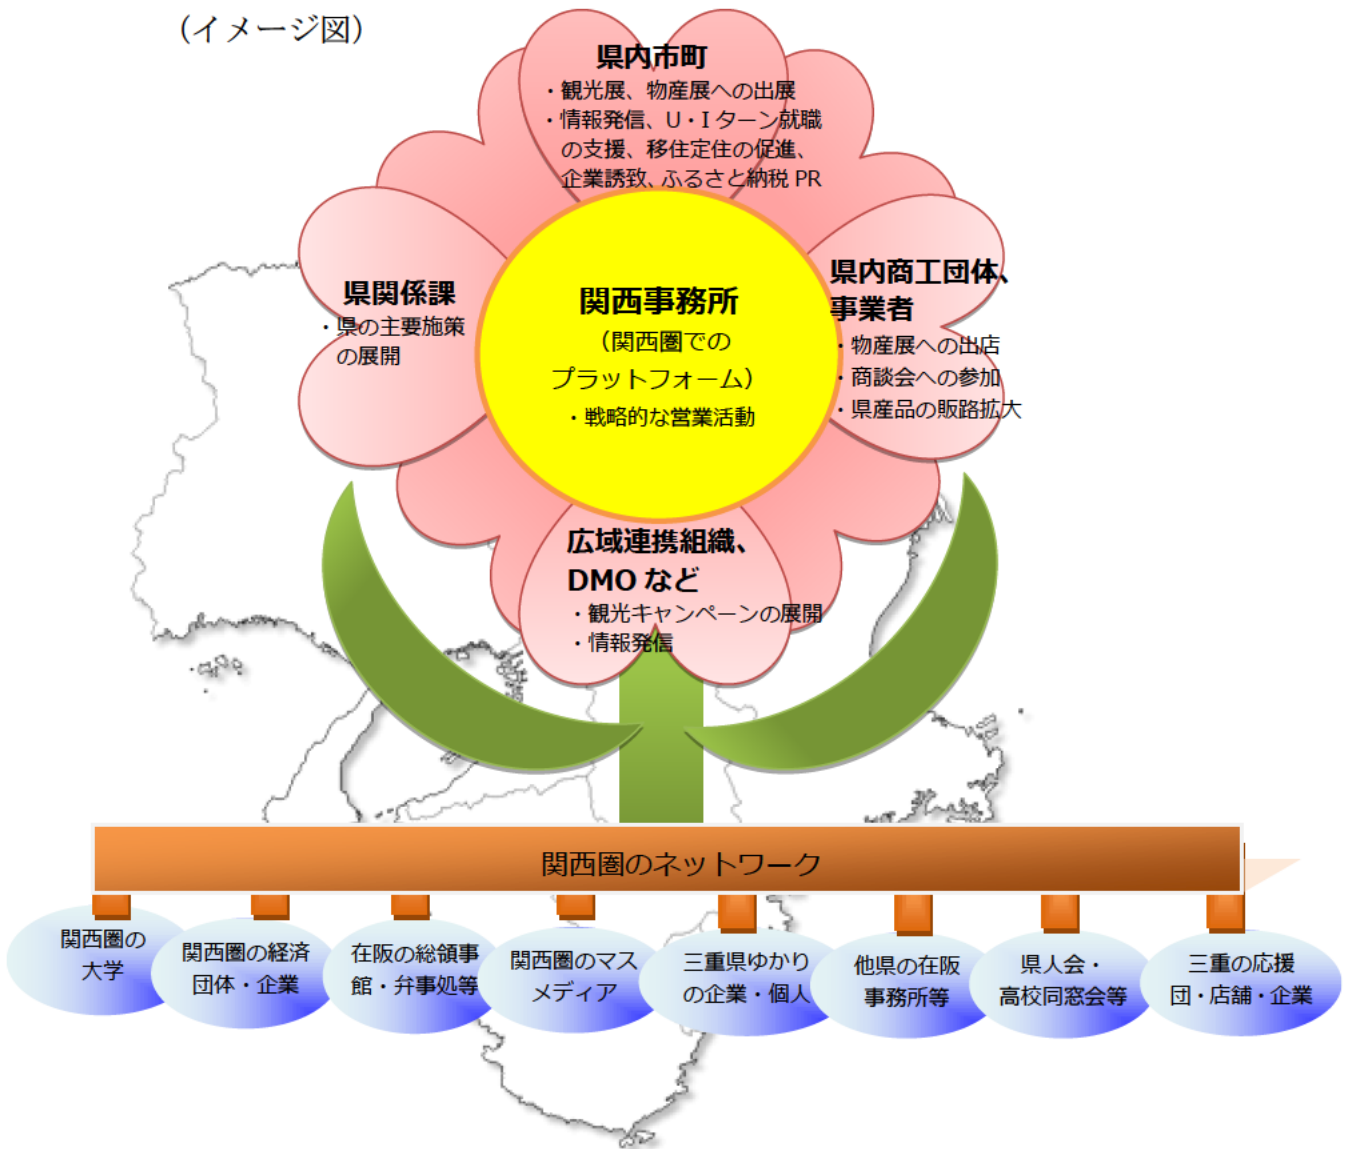 （イメージ図）
県内市町
・観光展、物産展への出展
・情報発信、U・Iターン就職
の支援、移住定住の促進、
企業誘致、ふるさと納税 PR
県関係課
・県の主要施策
の展開
関西事務所
（関西圏での
プラットフォーム）
・戦略的な営業活動
県内商工団体、
事業者
・物産展への出店
・商談会への参加
・県産品の販路拡大
広域連携組織、
DMO など
・観光キャンペーンの展開
・情報発信
関西圏のネットワーク
関西圏の
大学
関西圏の経済
団体・企業
在阪の総領事
館・弁事処等
関西圏のマス
メディア
三重県ゆかり
の企業・個人
他県の在阪
事務所等
県人会・
高校同窓会等
三重の応援
団・店舗・企業